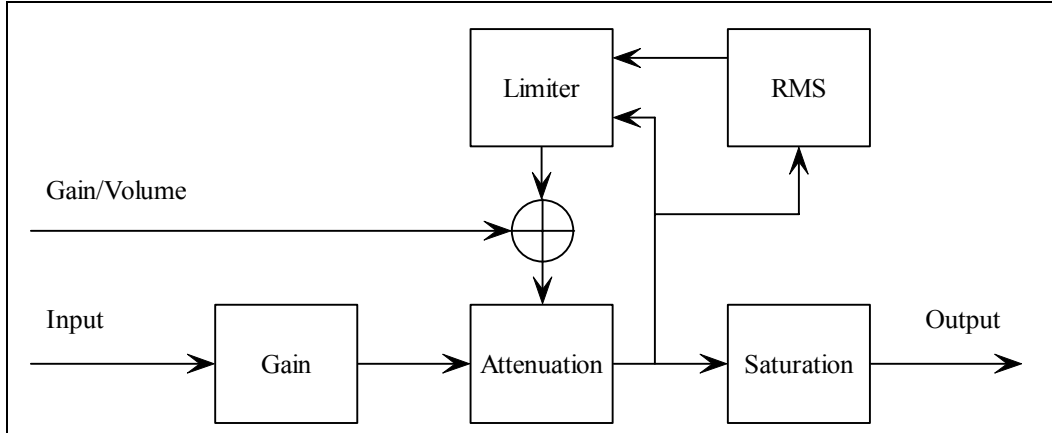 Limiter
RMS
Gain/Volume
Input
Output
Gain
Attenuation
Saturation